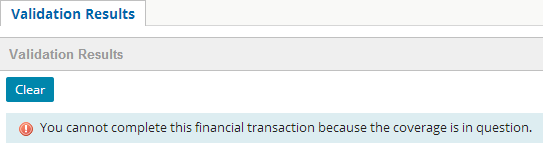 Validation Results
Validation Results
Clear
You cannot complete this financial transaction because the coverage is in question.